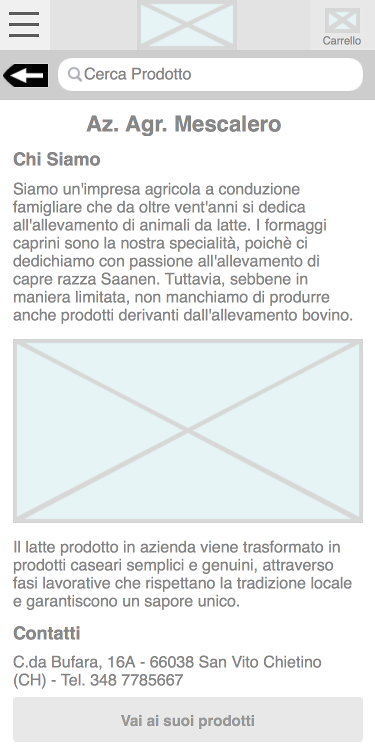 Carrello
Cerca Prodotto
Az. Agr. Mescalero
Chi Siamo
Siamo un'impresa agricola a conduzione
famigliare che da oltre vent'anni si dedica
all'allevamento di animali da latte. I formaggi
caprini sono la nostra specialità, poichè ci
dedichiamo con passione all'allevamento di
capre razza Saanen. Tuttavia, sebbene in
maniera limitata, non manchiamo di produrre
anche prodotti derivanti dall'allevamento bovino.
Il latte prodotto in azienda viene trasformato in
prodotti caseari semplici e genuini, attraverso
fasi lavorative che rispettano la tradizione locale
e garantiscono un sapore unico.
Contatti
C.da Bufara, 16A - 66038 San Vito Chietino
(CH) - Tel. 348 7785667
Vai ai suoi prodotti